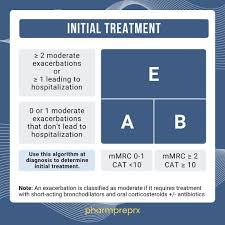 INITIAL TREATMENT
≥ 2 moderate
exacerbations
or
≥ 1 leading to
hospitalization
E
0 or 1 moderate
exacerbations
that don't lead to
hospitalization
A
B
Use this algorithm at
diagnosis to determine
initial treatment.
mMRC 0-1
CAT <10
mMRC ≥ 2
CAT ≥ 10
Note: An exacerbation is classified as moderate if it requires treatment
with short-acting bronchodilators and oral corticosteroids +/- antibiotics
pharmpreprx